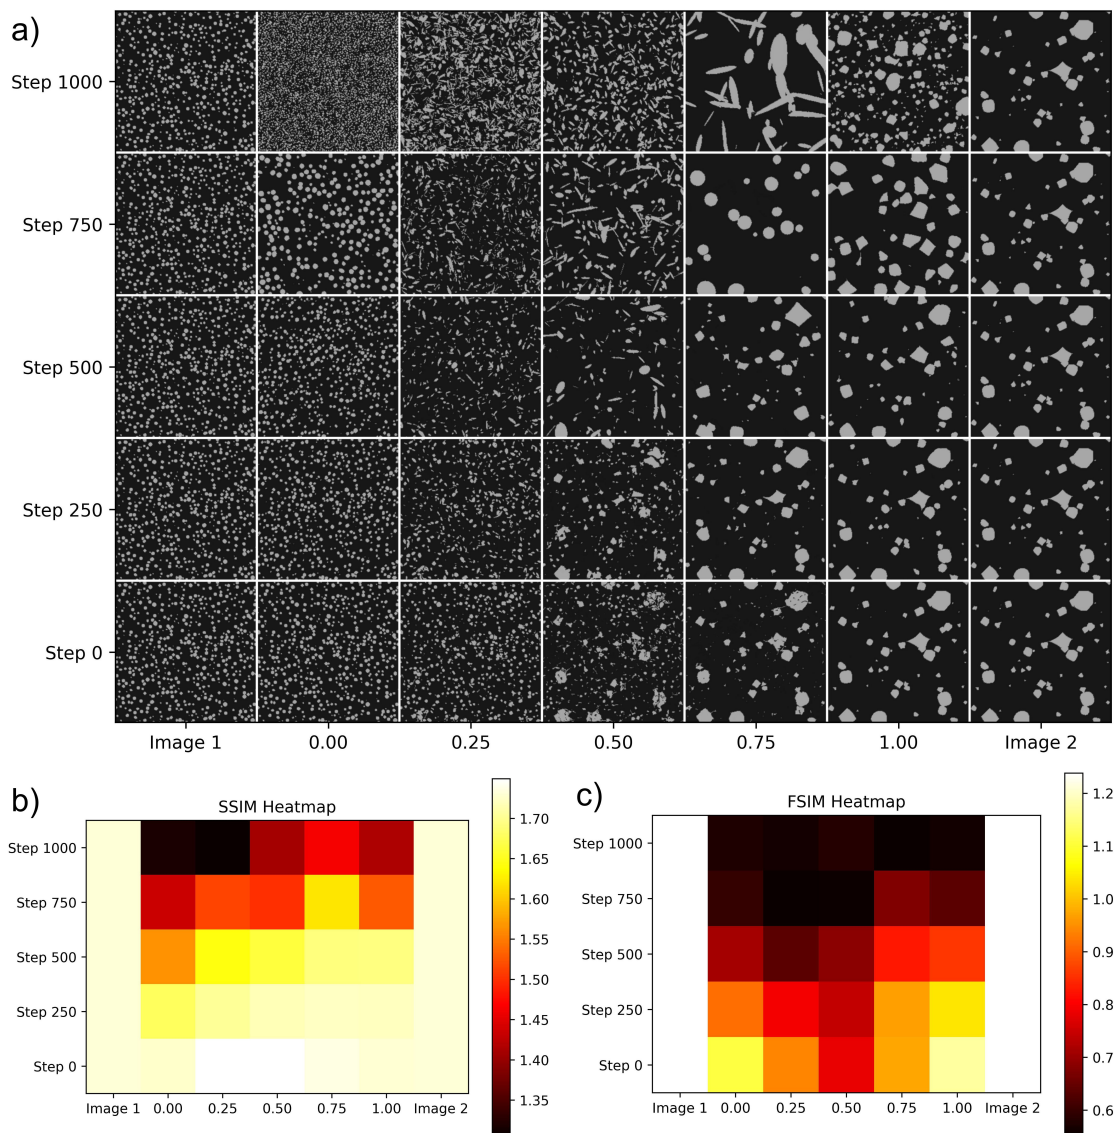 a)
Step 1000
Step 750
Step 500
Step 250
Step 0
Image 1 0.00 0.25 0.50 0.75 1.00 Image 2
b)
SSIM Heatmap
Step 1000
Step 750
Step 500
Step 250
Step 0
Image 1 0.00 0.25 0.50 0.75 1.00 Image 2
1.70
1.65
1.60
1.55
1.50
1.45
1.40
1.35
c)
FSIM Heatmap
Step 1000
Step 750
Step 500
Step 250
Step 0
Image 1 0.00 0.25 0.50 0.75 1.00 Image 2
1.2
1.1
1.0
0.9
0.8
0.7
0.6